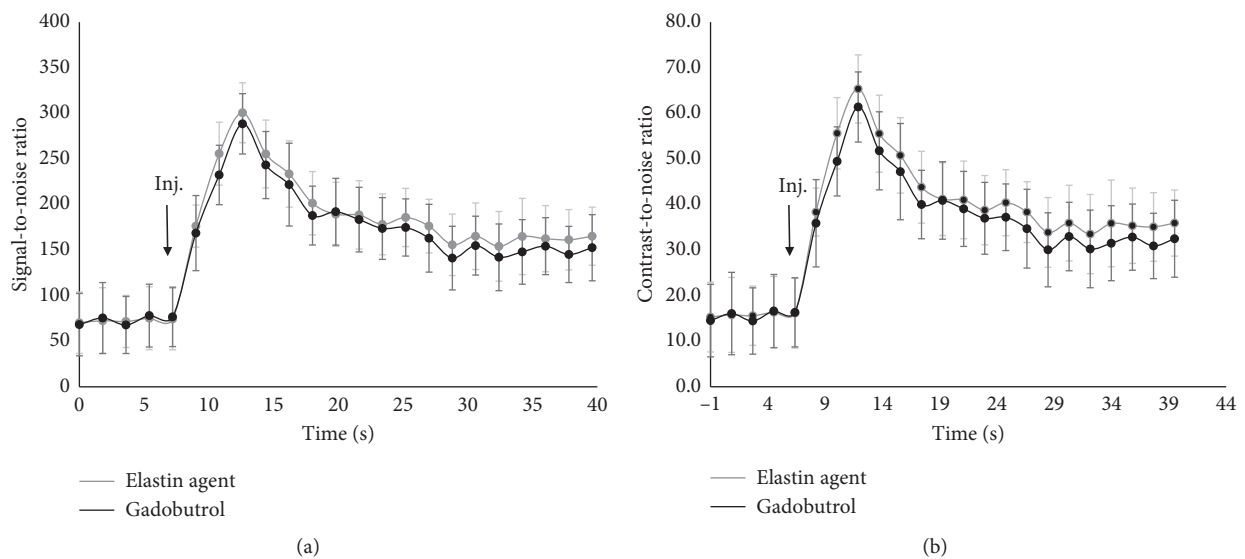 400
350
300
250
200
150
100
50
0
Signal-to-noise ratio
Inj.
0 5 10 15 20 25 30 35 40
Time (s)
Elastin agent
Gadobutrol
(a)
80.0
70.0
60.0
50.0
40.0
30.0
20.0
10.0
0.0
Contrast-to-noise ratio
Inj.
–1 4 9 14 19 24 29 34 39 44
Time (s)
Elastin agent
Gadobutrol
(b)